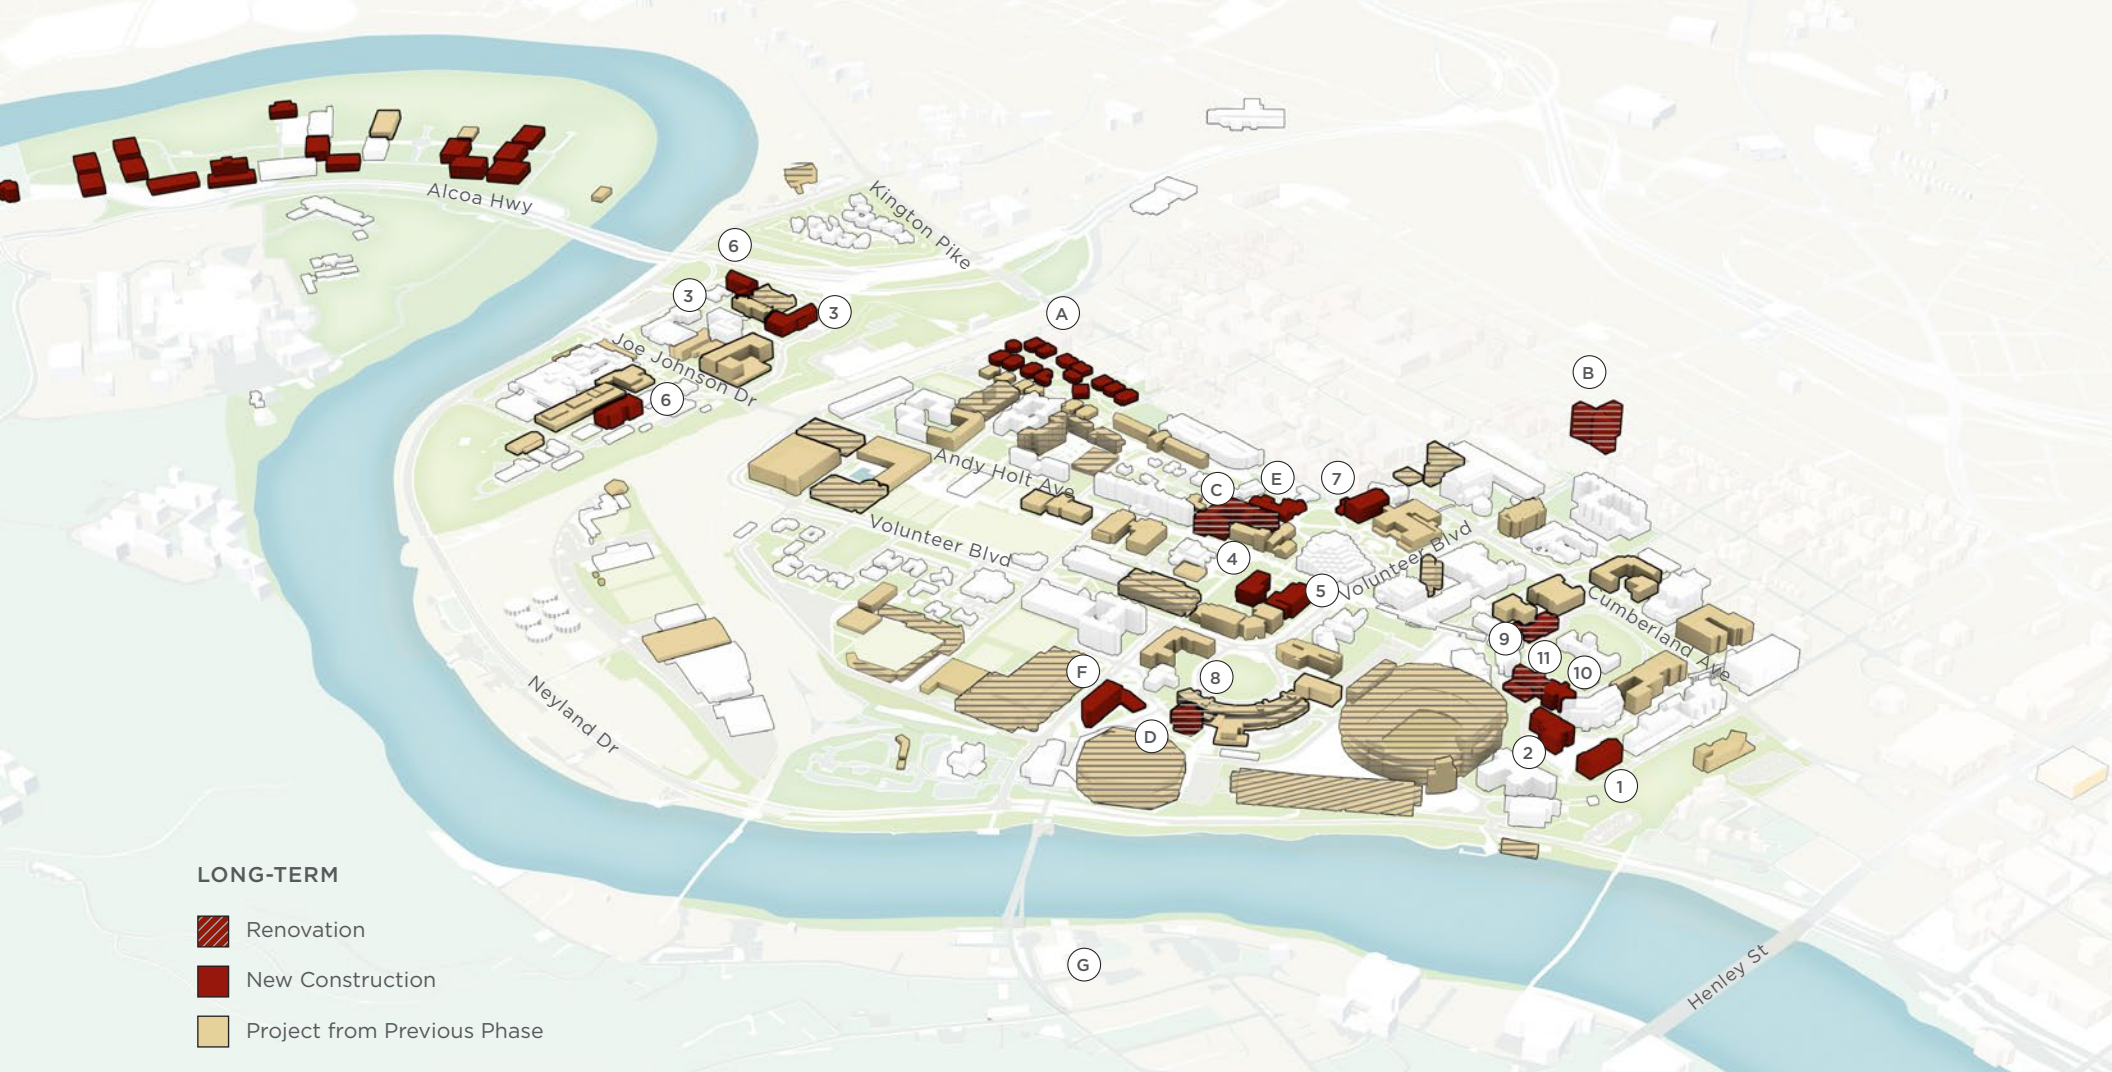 Alcoa Hwy
Kington Pike
6
3
3
A
Joe Johnson Dr
6
B
Andy Holt Ave
C
E
7
Volunteer Blvd
4
5
Volunteer Blvd
Cumberland Ave
9
11
10
F
8
Neyland Dr
D
2
1
G
Henley St
LONG-TERM
Renovation
New Construction
Project from Previous Phase